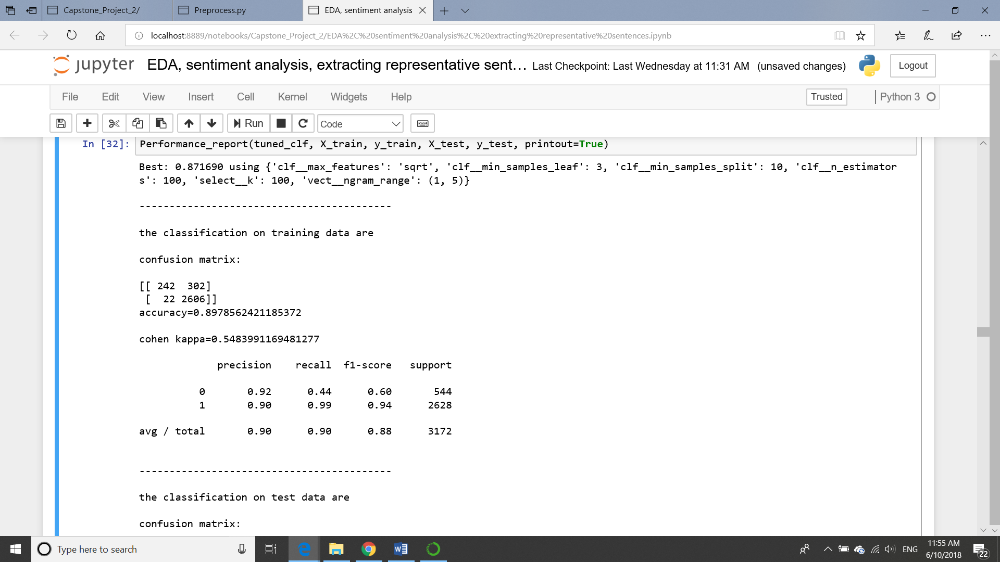 Capstone_Project_2/ Preprocess.py EDA, sentiment analysis
localhost:8889/notebooks/Capstone_Project_2/EDA%2C%20sentiment%20analysis%2C%20extracting%20representative%20sentences.ipynb
jupyter EDA, sentiment analysis, extracting representative sent... Last Checkpoint: Last Wednesday at 11:31 AM (unsaved changes) Logout
File Edit View Insert Cell Kernel Widgets Help Trusted Python 3
Run Code
In [32]: Performance_report(tuned_clf, X_train, y_train, X_test, y_test, printout=True)
Best: 0.871690 using {'clf__max_features': 'sqrt', 'clf__min_samples_leaf': 3, 'clf__min_samples_split': 10, 'clf__n_estimator
s': 100, 'select__k': 100, 'vect__ngram_range': (1, 5)}
------------------------------------------
the classification on training data are
confusion matrix:
[[ 242  302]
 [  22 2606]]
accuracy=0.8978562421185372
cohen kappa=0.5483991169481277
precision recall f1-score support
0 0.92 0.44 0.60 544
1 0.90 0.99 0.94 2628
avg / total 0.90 0.90 0.88 3172
------------------------------------------
the classification on test data are
confusion matrix:
Type here to search ENG 11:55 AM
6/10/2018 22